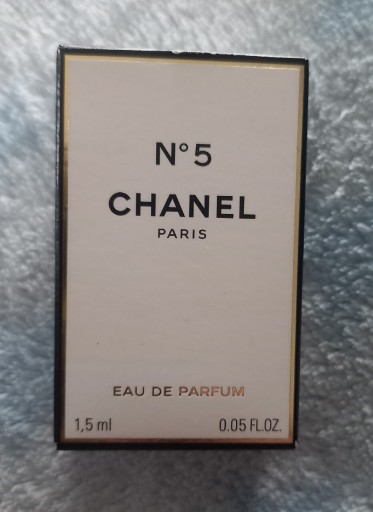 N°5
CHANEL
PARIS
EAU DE PARFUM
1,5 ml 0.05 FL.OZ.